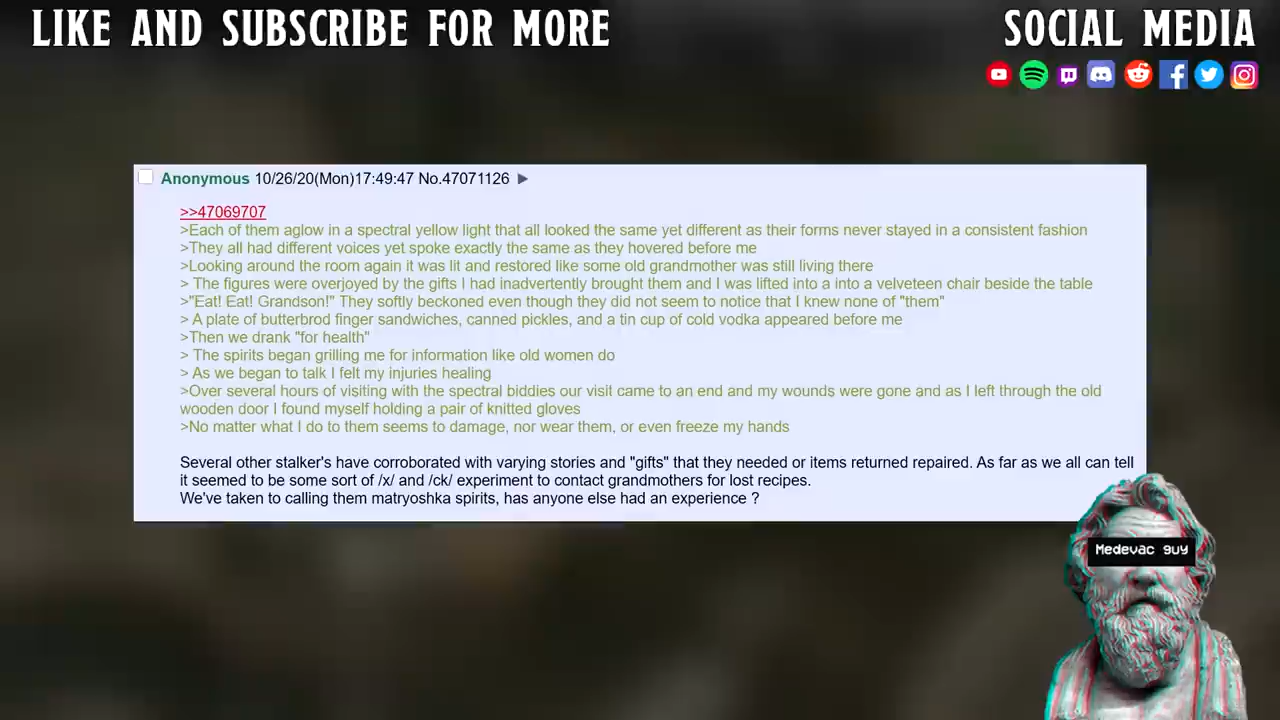 LIKE AND SUBSCRIBE FOR MORE
SOCIAL MEDIA
Anonymous 10/26/20(Mon)17:49:47 No.47071126 ▶
>>47069707
>Each of them aglow in a spectral yellow light that all looked the same yet different as their forms never stayed in a consistent fashion
>They all had different voices yet spoke exactly the same as they hovered before me
>Looking around the room again it was lit and restored like some old grandmother was still living there
> The figures were overjoyed by the gifts I had inadvertently brought them and I was lifted into a into a velveteen chair beside the table
>"Eat! Eat! Grandson!" They softly beckoned even though they did not seem to notice that I knew none of "them"
> A plate of butterbrod finger sandwiches, canned pickles, and a tin cup of cold vodka appeared before me
>Then we drank "for health"
> The spirits began grilling me for information like old women do
> As we began to talk I felt my injuries healing
>Over several hours of visiting with the spectral biddies our visit came to an end and my wounds were gone and as I left through the old
wooden door I found myself holding a pair of knitted gloves
>No matter what I do to them seems to damage, nor wear them, or even freeze my hands
Several other stalker's have corroborated with varying stories and "gifts" that they needed or items returned repaired. As far as we all can tell
it seemed to be some sort of /x/ and /ck/ experiment to contact grandmothers for lost recipes.
We've taken to calling them matryoshka spirits, has anyone else had an experience ?
Medevac guy